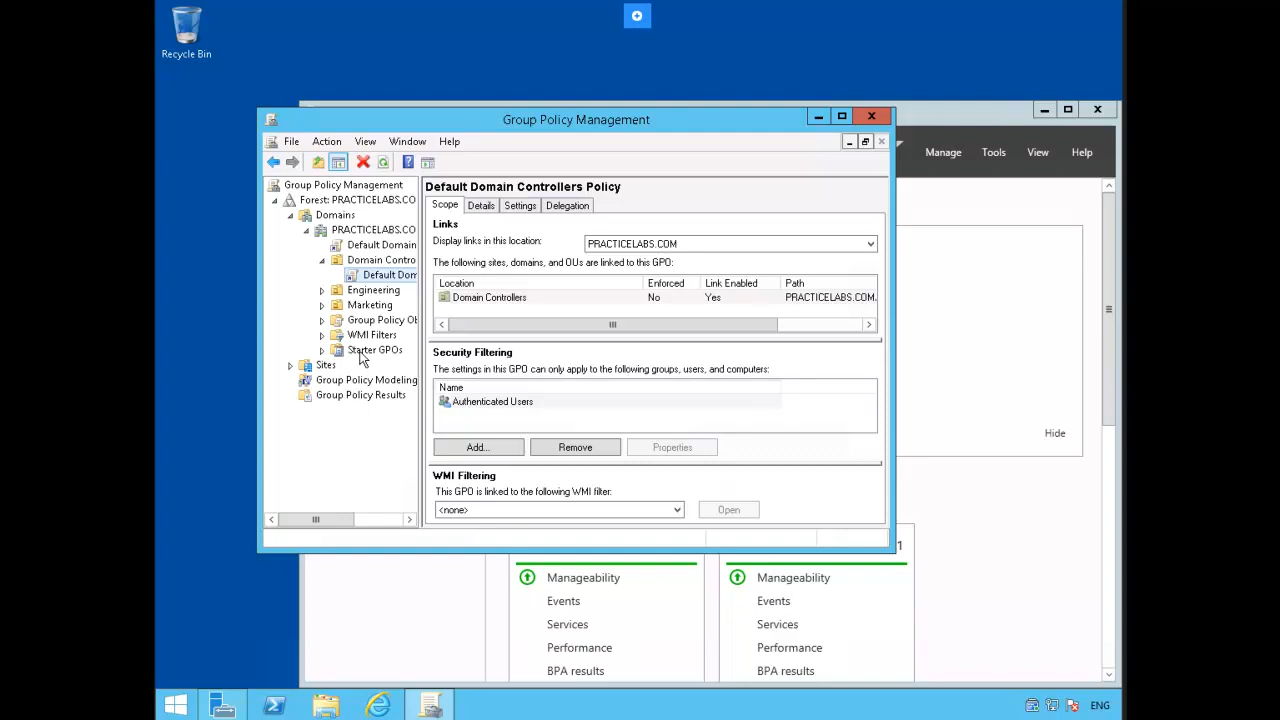 Recycle Bin
Group Policy Management
File Action View Window Help
Manage Tools View Help
Group Policy Management
Forest: PRACTICELABS.CO
Domains
PRACTICELABS.CO
Default Domain
Domain Contro
Default Dom
Engineering
Marketing
Group Policy Ob
WMI Filters
Starter GPOs
Sites
Group Policy Modeling
Group Policy Results
Default Domain Controllers Policy
Scope Details Settings Delegation
Links
Display links in this location: PRACTICELABS.COM
The following sites, domains, and OUs are linked to this GPO:
Location Enforced Link Enabled Path
Domain Controllers No Yes PRACTICELABS.COM.
Security Filtering
The settings in this GPO can only apply to the following groups, users, and computers:
Name
Authenticated Users
Add... Remove Properties
WMI Filtering
This GPO is linked to the following WMI filter:
<none> Open
Hide
1
Manageability Manageability
Events Events
Services Services
Performance Performance
BPA results BPA results
ENG